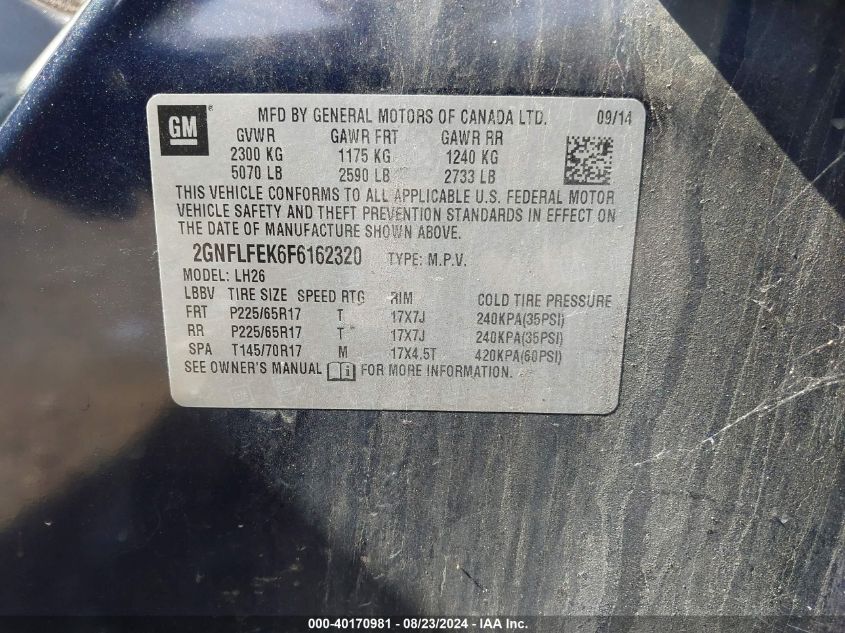 GM ®
MFD BY GENERAL MOTORS OF CANADA LTD. 09/14
GVWR GAWR FRT GAWR RR
2300 KG 1175 KG 1240 KG
5070 LB 2590 LB 2733 LB
THIS VEHICLE CONFORMS TO ALL APPLICABLE U.S. FEDERAL MOTOR
VEHICLE SAFETY AND THEFT PREVENTION STANDARDS IN EFFECT ON
THE DATE OF MANUFACTURE SHOWN ABOVE.
2GNFLFEK6F6162320 TYPE: M.P.V.
MODEL: LH26
LBBV TIRE SIZE SPEED RTG RIM COLD TIRE PRESSURE
FRT P225/65R17 T 17X7J 240KPA(35PSI)
RR P225/65R17 T 17X7J 240KPA(35PSI)
SPA T145/70R17 M 17X4.5T 420KPA(60PSI)
SEE OWNER'S MANUAL FOR MORE INFORMATION.
000-40170981 - 08/23/2024 - IAA Inc.